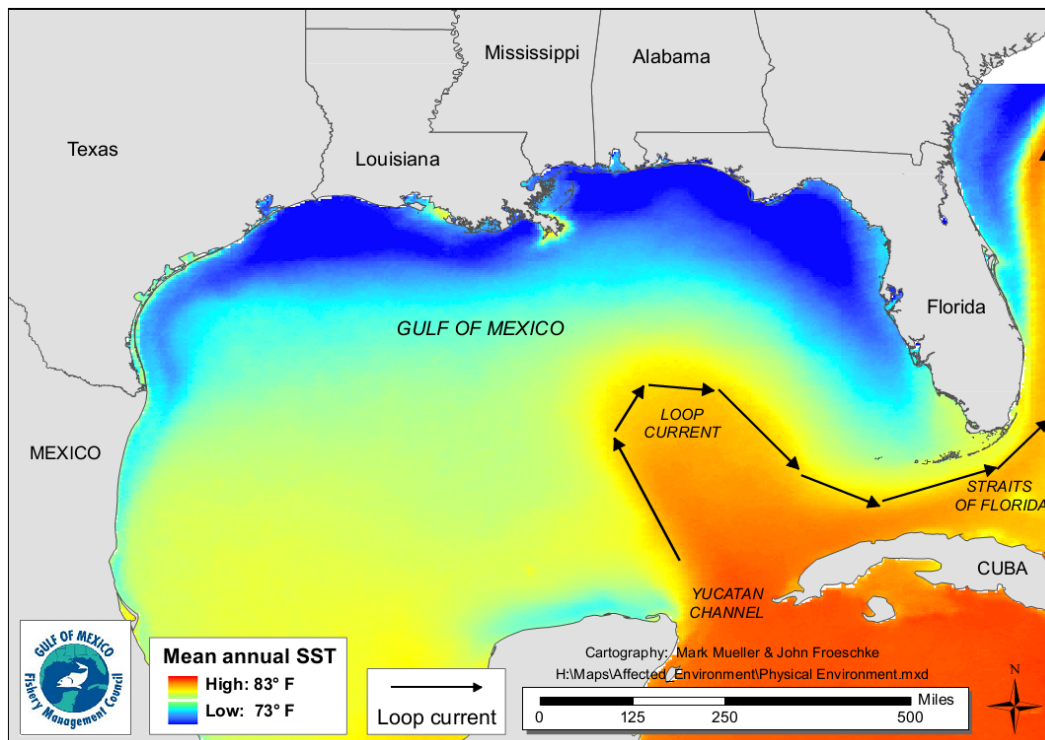 Mississippi
Alabama
Texas
Louisiana
Florida
GULF OF MEXICO
LOOP
CURRENT
MEXICO
STRAITS
OF FLORIDA
CUBA
YUCATAN
CHANNEL
GULF OF MEXICO
Fishery Management Council
Mean annual SST
High: 83° F
Low: 73° F
Loop current
Cartography: Mark Mueller & John Froeschke
H:\Maps\Affected_Environment\Physical Environment.mxd
N
Miles
0 125 250 500